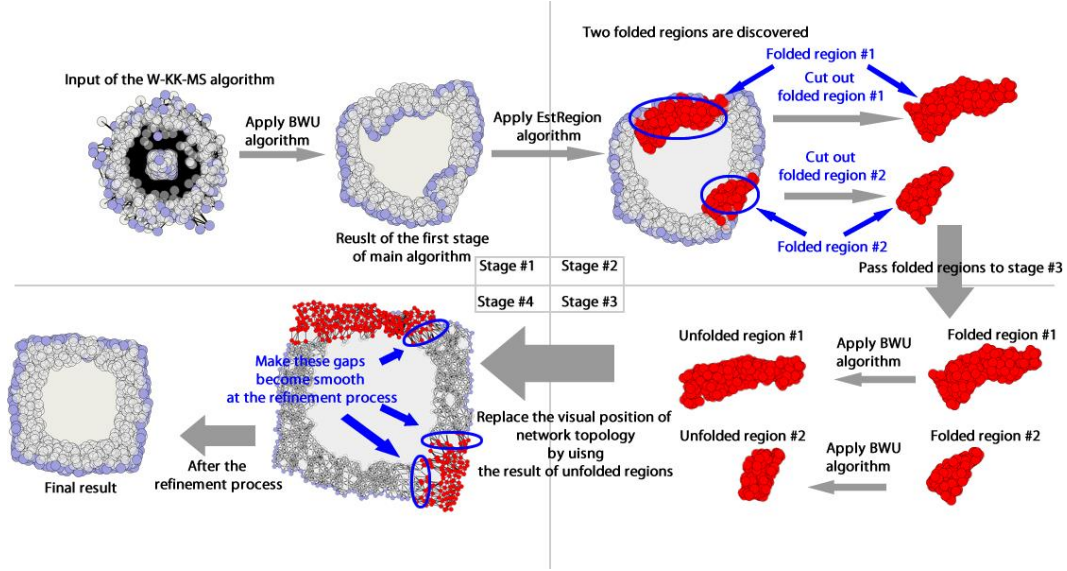 Input of the W-KK-MS algorithm
Apply BWU
algorithm
Reuslt of the first stage
of main algorithm
Stage #1
Apply EstRegion
algorithm
Two folded regions are discovered
Folded region #1
Cut out
folded region #1
Cut out
folded region #2
Folded region #2
Stage #2
Pass folded regions to stage #3
Stage #3
Folded region #1
Apply BWU
algorithm
Unfolded region #1
Folded region #2
Apply BWU
algorithm
Unfolded region #2
Replace the visual position of
network topology
by uisng
the result of unfolded regions
Stage #4
Make these gaps
become smooth
at the refinement process
After the
refinement process
Final result